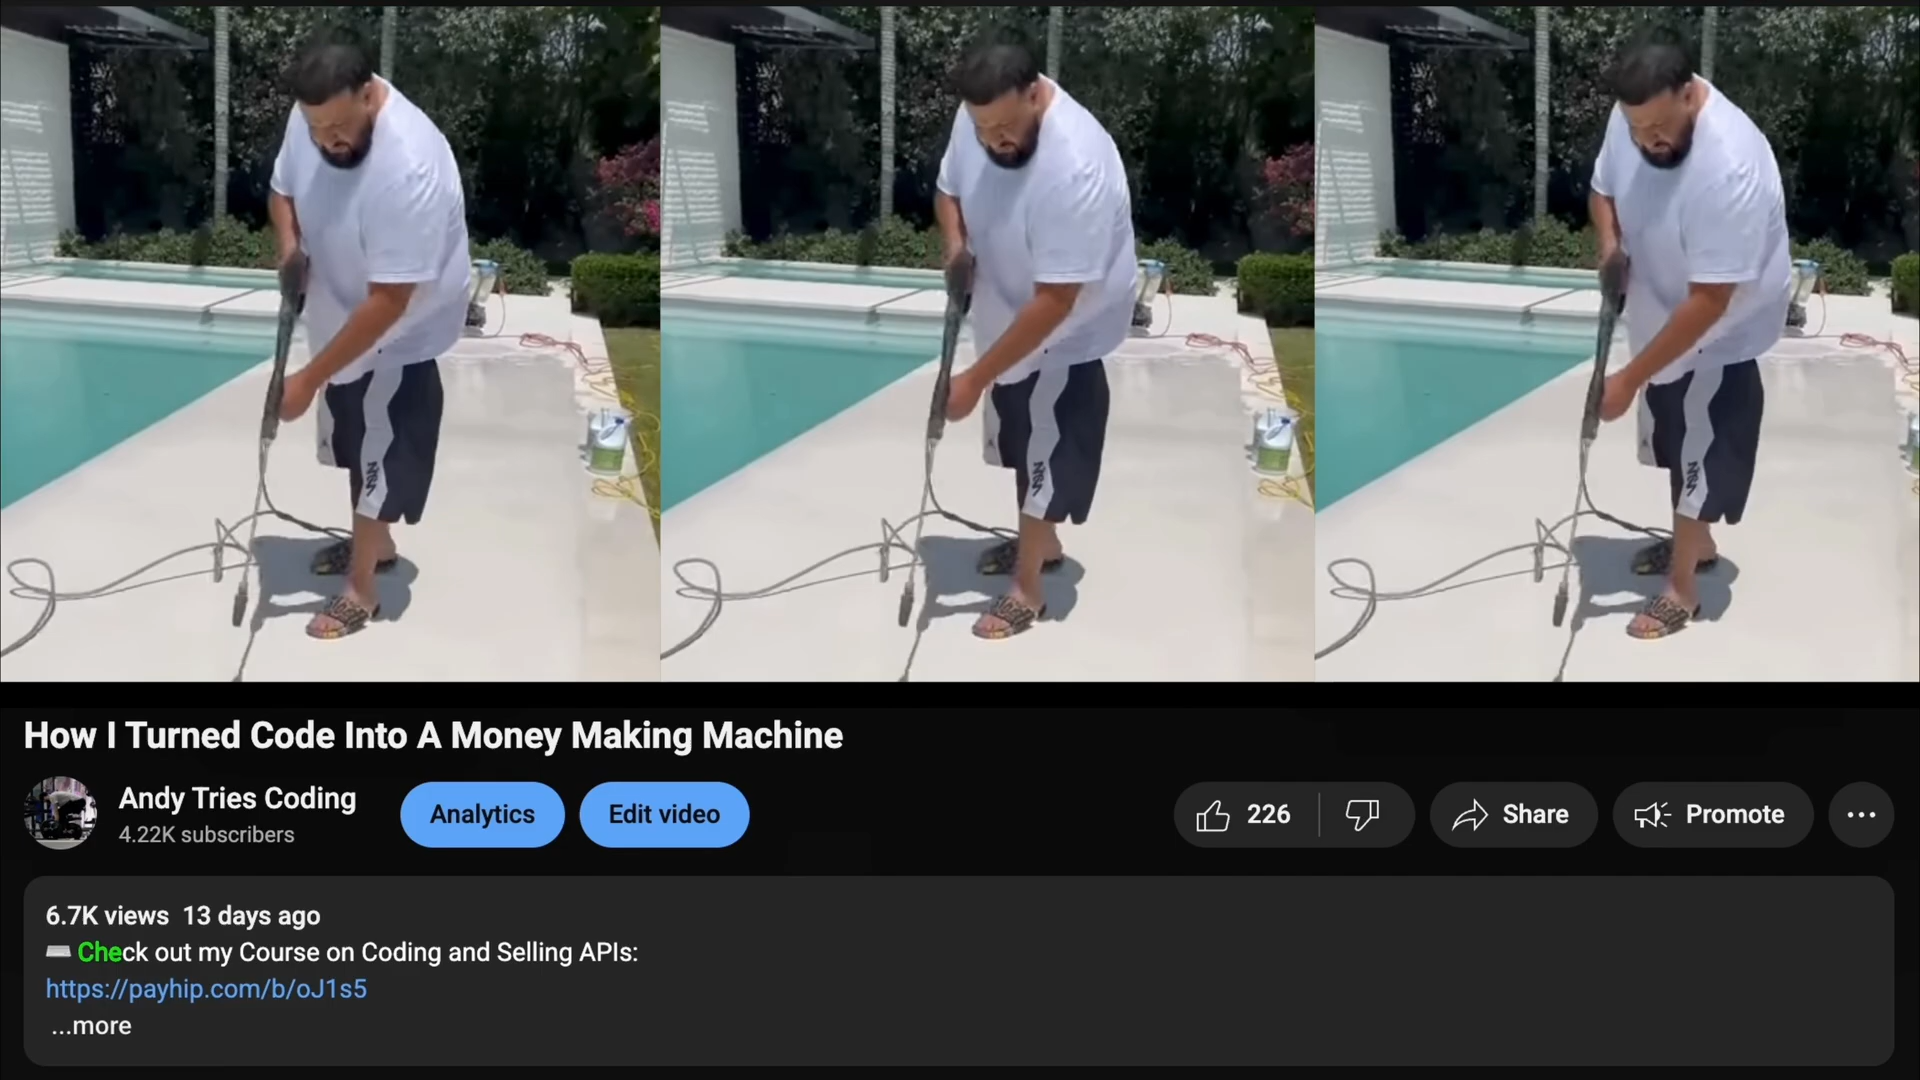 How I Turned Code Into A Money Making Machine
Andy Tries Coding
4.22K subscribers
Analytics
Edit video
226
Share
Promote
6.7K views 13 days ago
Check out my Course on Coding and Selling APIs:
https://payhip.com/b/oJ1s5
...more